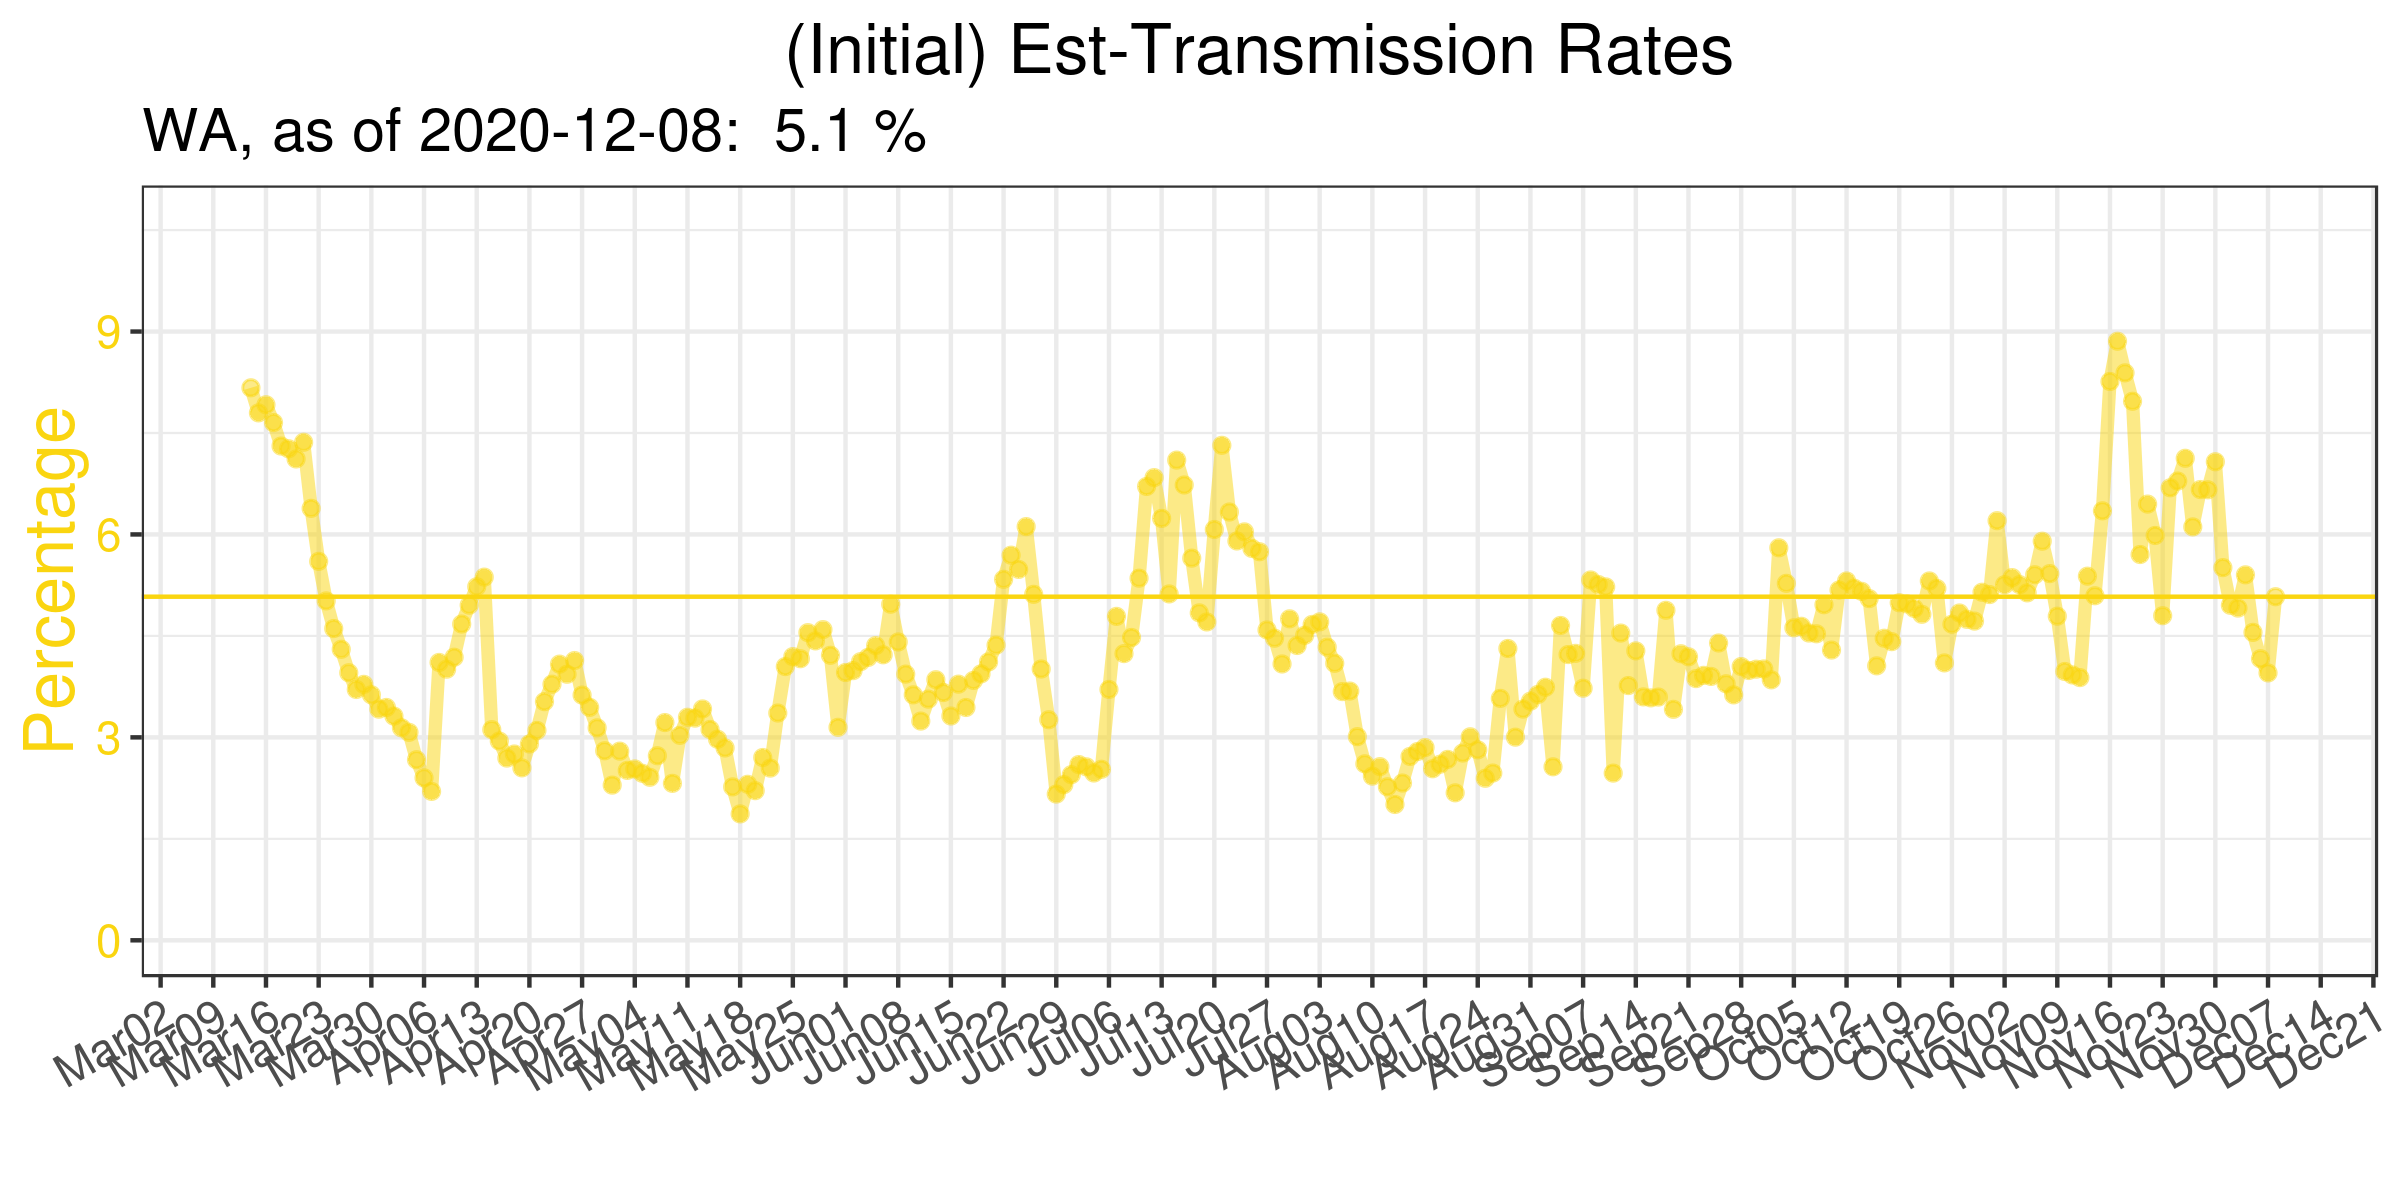 (Initial) Est-Transmission Rates
WA, as of 2020-12-08:  5.1 %
Percentage
9
6
3
0
Mar02
Mar09
Mar16
Mar23
Mar30
Apr06
Apr13
Apr20
Apr27
May04
May11
May18
May25
Jun01
Jun08
Jun15
Jun22
Jun29
Jul06
Jul13
Jul20
Jul27
Aug03
Aug10
Aug17
Aug24
Aug31
Sep07
Sep14
Sep21
Sep28
Oct05
Oct12
Oct19
Oct26
Nov02
Nov09
Nov16
Nov23
Nov30
Dec07
Dec14
Dec21